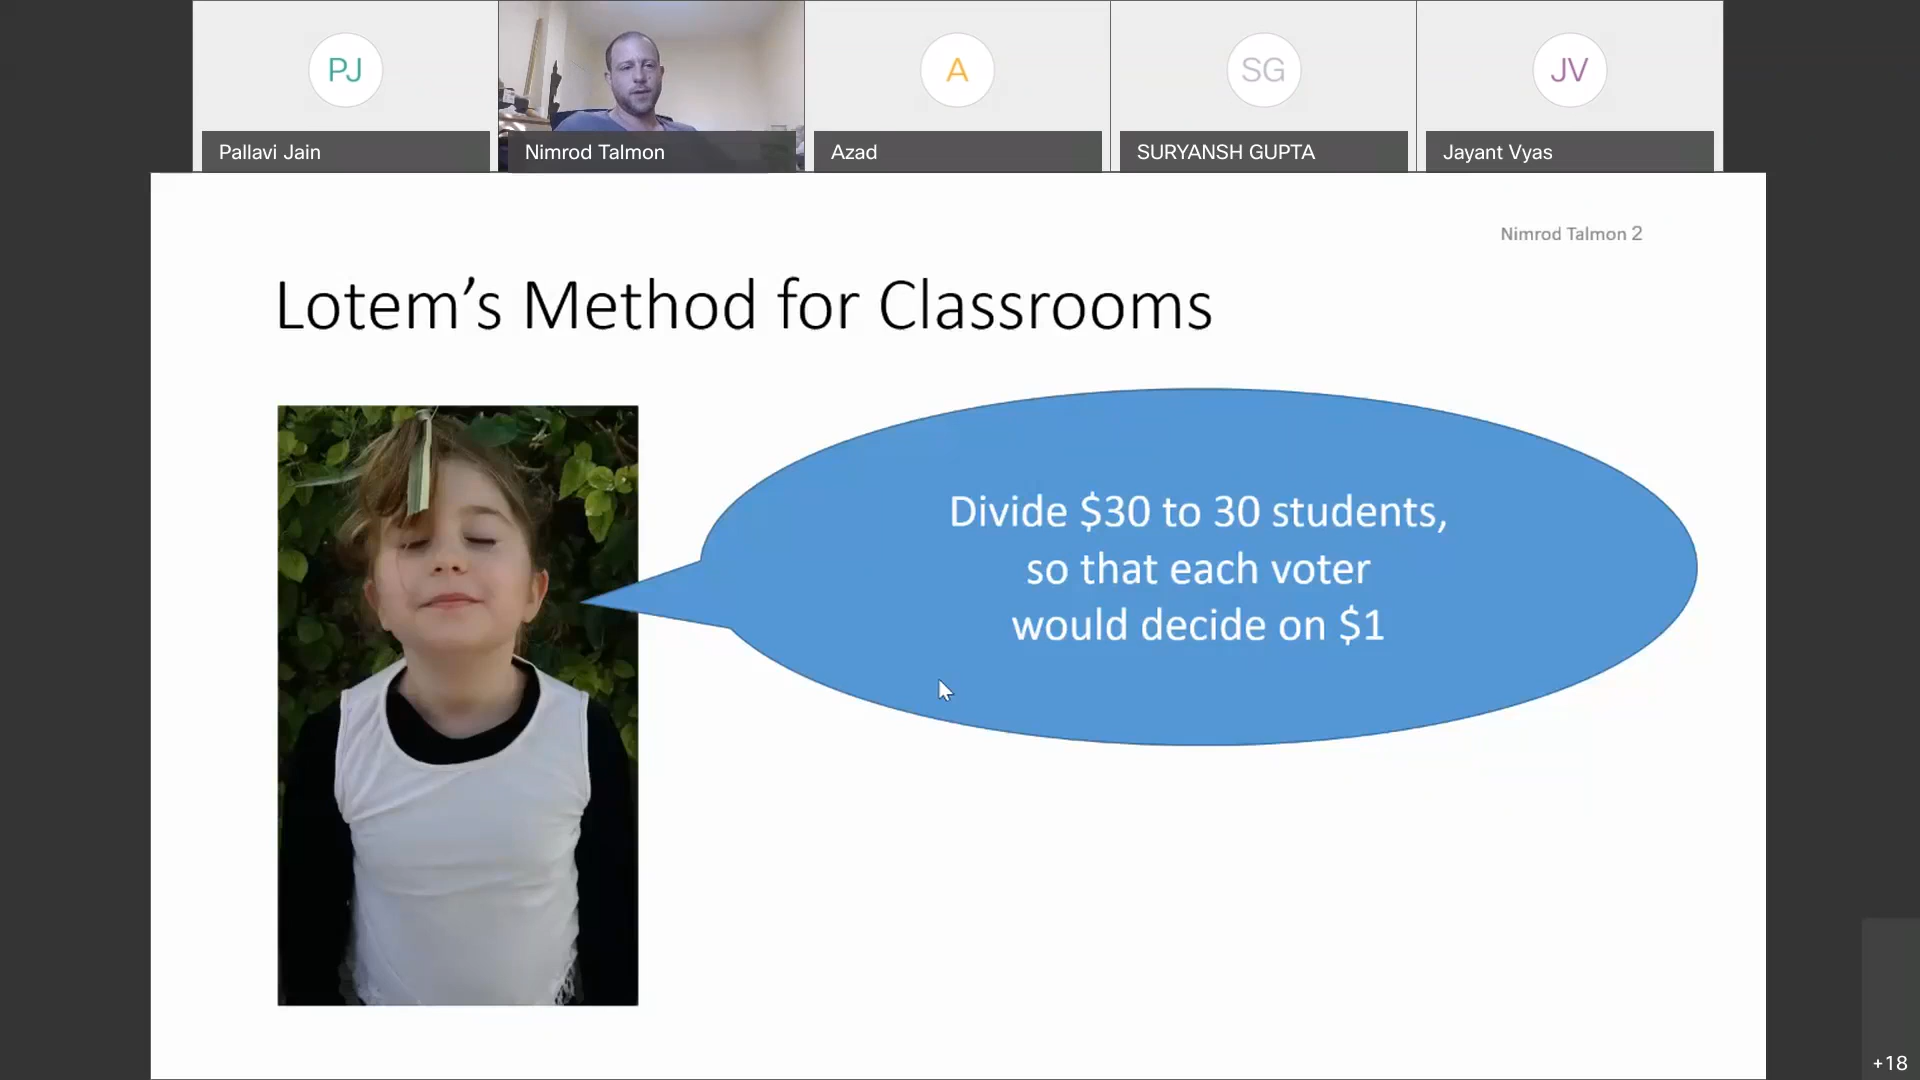 PJ
A
SG
JV
Pallavi Jain
Nimrod Talmon
Azad
SURYANSH GUPTA
Jayant Vyas
Nimrod Talmon 2
Lotem’s Method for Classrooms
Divide $30 to 30 students,
so that each voter
would decide on $1
+18